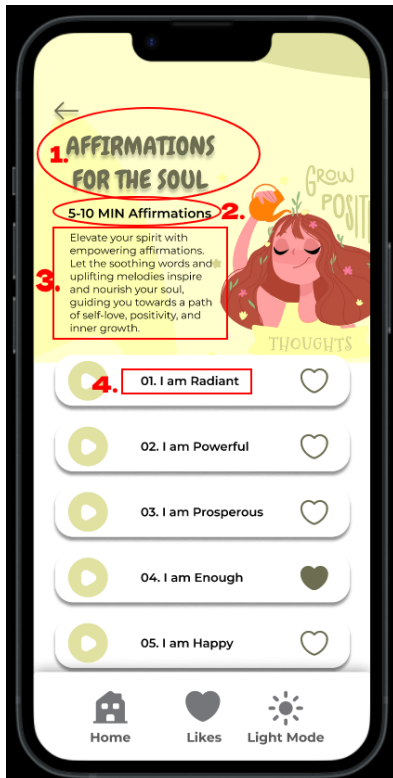 1. AFFIRMATIONS
FOR THE SOUL
5-10 MIN Affirmations 2.
3. Elevate your spirit with
empowering affirmations.
Let the soothing words and
uplifting melodies inspire
and nourish your soul,
guiding you towards a path
of self-love, positivity, and
inner growth.
GROW
POSITI
THOUGHTS
4. 01. I am Radiant
02. I am Powerful
03. I am Prosperous
04. I am Enough
05. I am Happy
Home Likes Light Mode